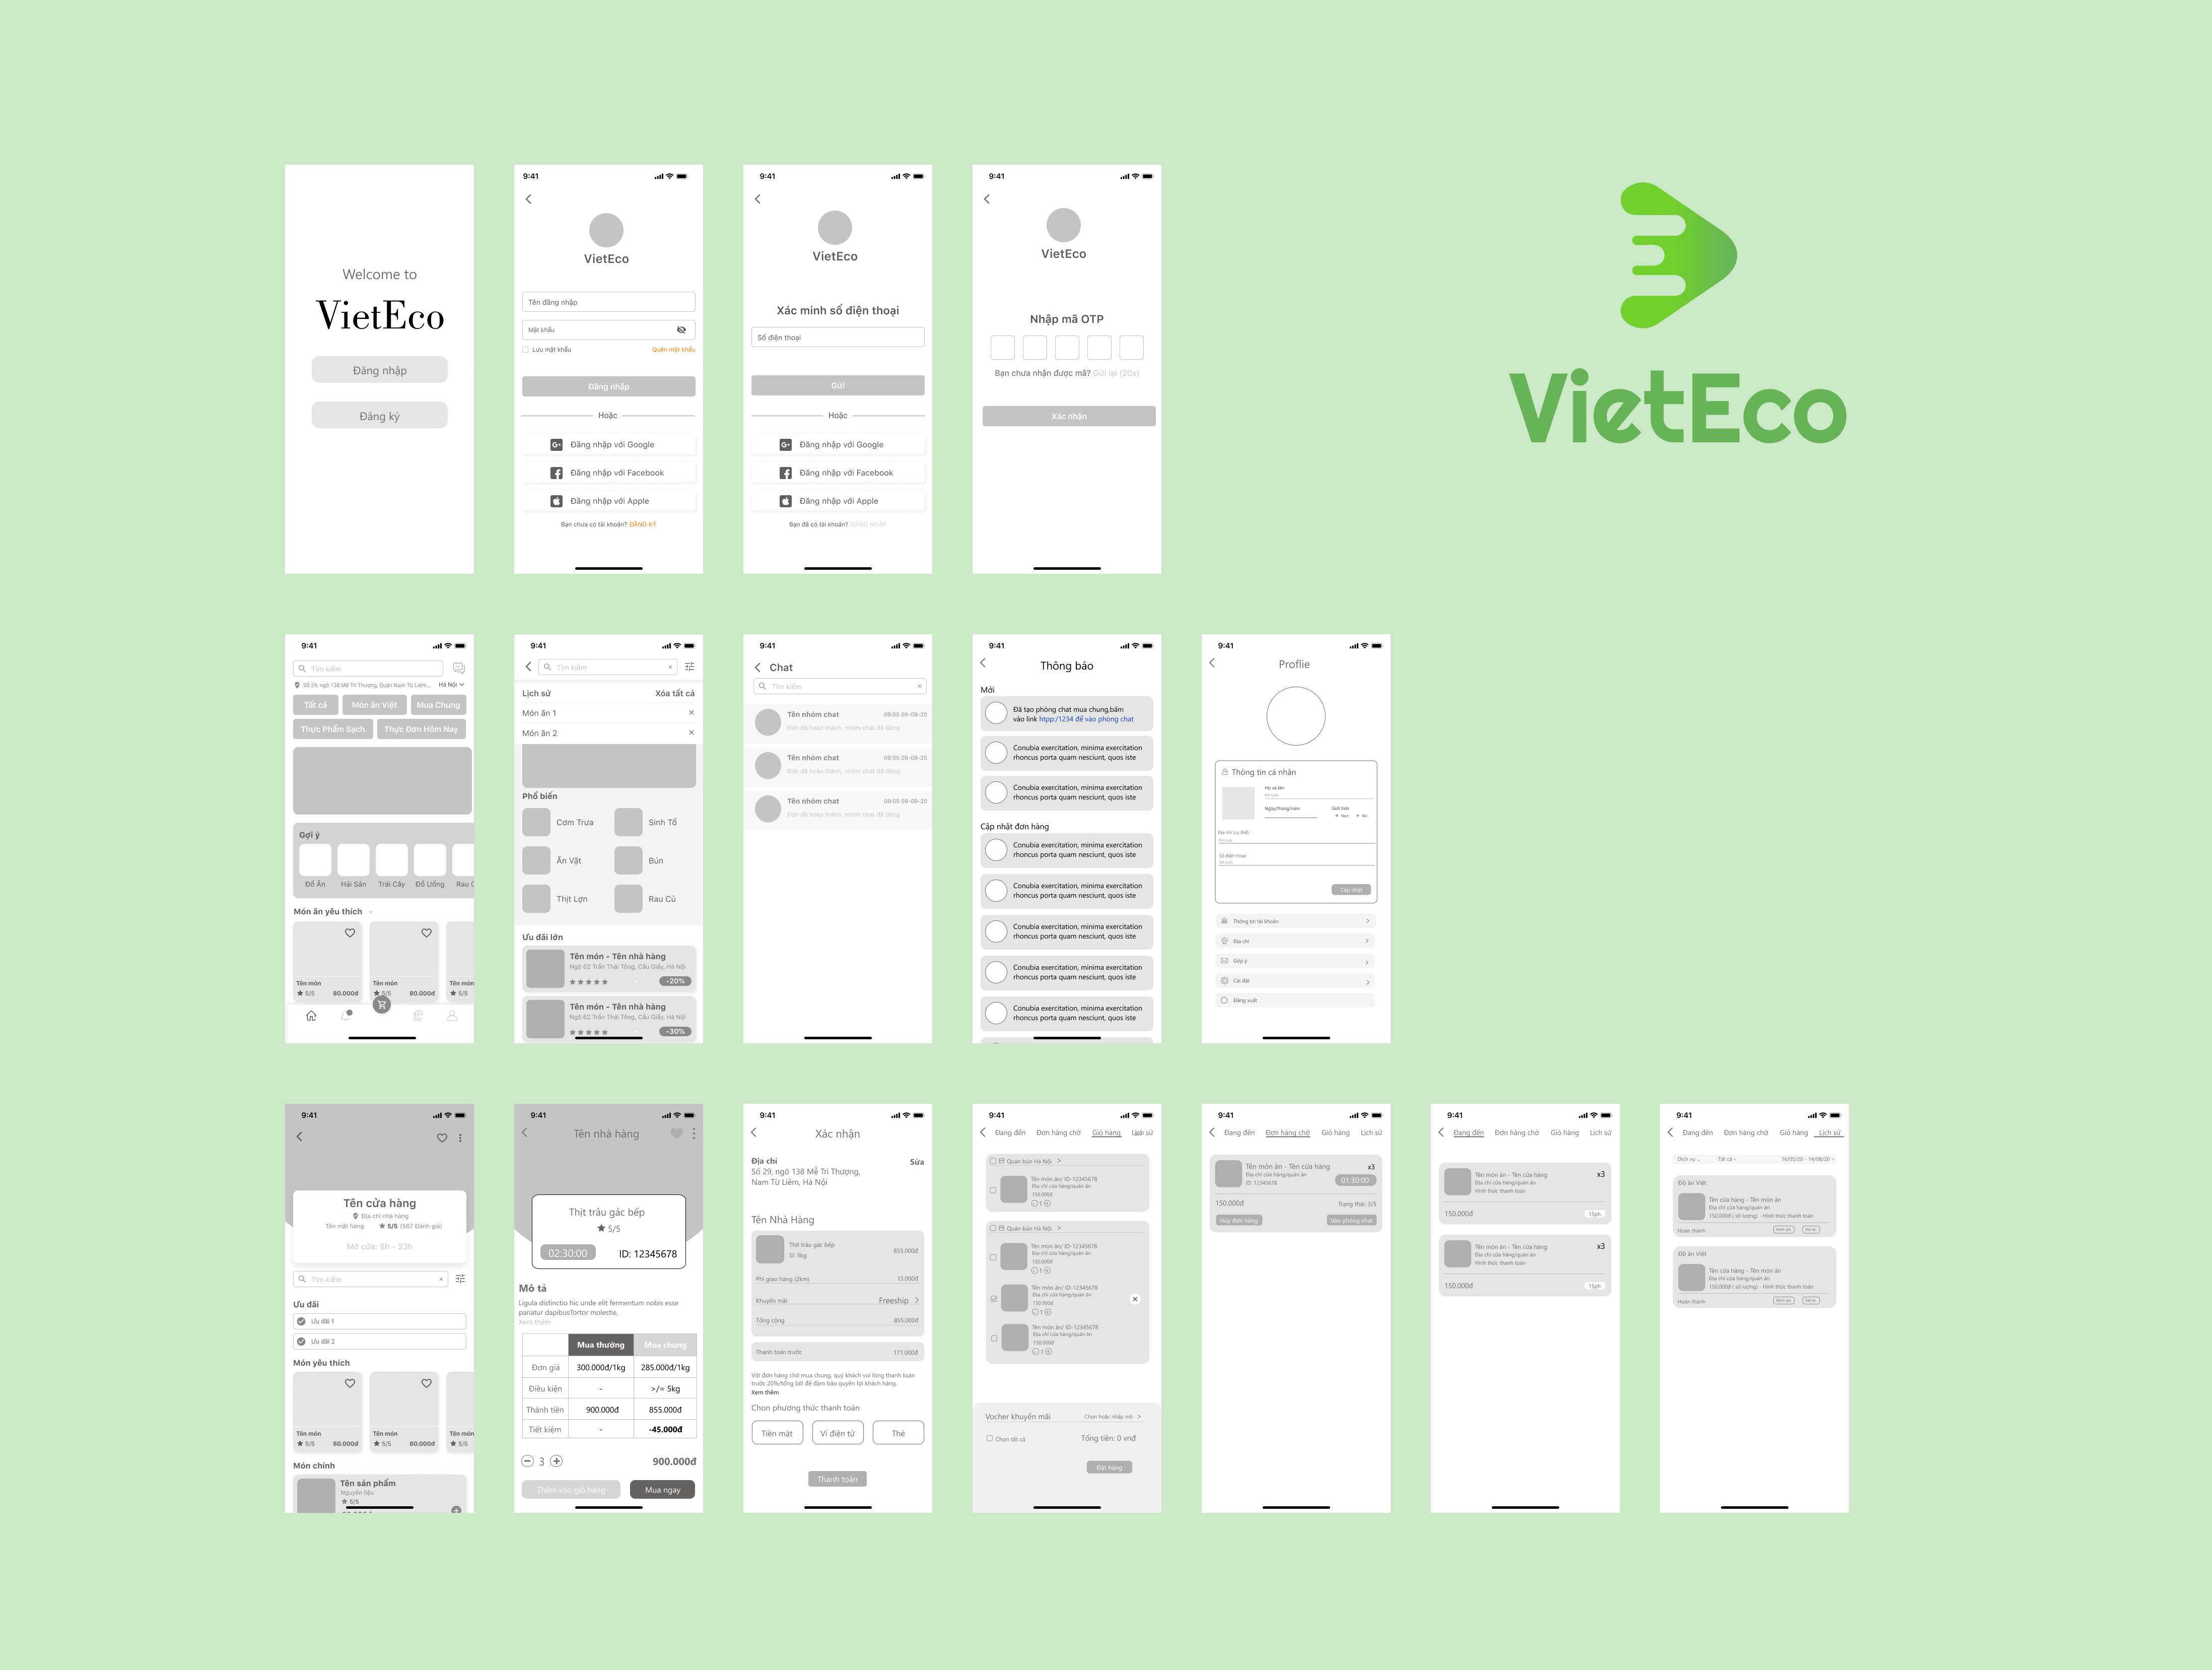 Welcome to
VietEco
Đăng nhập
Đăng ký
9:41
VietEco
Tên đăng nhập
Mật khẩu
Lưu mật khẩu
Quên mật khẩu
Đăng nhập
Hoặc
Đăng nhập với Google
Đăng nhập với Facebook
Đăng nhập với Apple
Bạn chưa có tài khoản? ĐĂNG KÝ
9:41
VietEco
Xác minh số điện thoại
Số điện thoại
Gửi
Hoặc
Đăng nhập với Google
Đăng nhập với Facebook
Đăng nhập với Apple
Bạn đã có tài khoản? ĐĂNG NHẬP
9:41
VietEco
Nhập mã OTP
Bạn chưa nhận được mã? Gửi lại (20s)
Xác nhận
VietEco
9:41
Tìm kiếm
Số 29, ngõ 138 Mễ Trì Thượng, Quận Nam Từ Liêm...
Hà Nội
Tất cả
Món ăn Việt
Mua Chung
Thực Phẩm Sạch
Thực Đơn Hôm Nay
Gợi ý
Đồ Ăn
Hải Sản
Trái Cây
Đồ Uống
Rau C
Món ăn yêu thích
Tên món
5/5
80.000đ
Tên món
5/5
80.000đ
Tên món
5/5
9:41
Tìm kiếm
Lịch sử
Xóa tất cả
Món ăn 1
Món ăn 2
Phổ biến
Cơm Trưa
Sinh Tố
Ăn Vặt
Bún
Thịt Lợn
Rau Củ
Ưu đãi lớn
Tên món - Tên nhà hàng
Ngõ 62 Trần Thái Tông, Cầu Giấy, Hà Nội
-20%
Tên món - Tên nhà hàng
Ngõ 62 Trần Thái Tông, Cầu Giấy, Hà Nội
-30%
9:41
Chat
Tìm kiếm
Tên nhóm chat
09:05 09-09-20
Đơn đã hoàn thành, nhóm chat đã đóng
Tên nhóm chat
09:05 09-09-20
Đơn đã hoàn thành, nhóm chat đã đóng
Tên nhóm chat
09:05 09-09-20
Đơn đã hoàn thành, nhóm chat đã đóng
9:41
Thông báo
Mới
Đã tạo phòng chat mua chung,bấm
vào link htpp:/1234 để vào phòng chat
Conubia exercitation, minima exercitation
rhoncus porta quam nesciunt, quos iste
Conubia exercitation, minima exercitation
rhoncus porta quam nesciunt, quos iste
Cập nhật đơn hàng
Conubia exercitation, minima exercitation
rhoncus porta quam nesciunt, quos iste
Conubia exercitation, minima exercitation
rhoncus porta quam nesciunt, quos iste
Conubia exercitation, minima exercitation
rhoncus porta quam nesciunt, quos iste
Conubia exercitation, minima exercitation
rhoncus porta quam nesciunt, quos iste
Conubia exercitation, minima exercitation
rhoncus porta quam nesciunt, quos iste
9:41
Proflie
Thông tin cá nhân
Họ và tên
Ngày/tháng/năm
Giới tính
Nam
Nữ
Địa chỉ (cụ thể)
Số điện thoại
Cập nhật
Thông tin tài khoản
Địa chỉ
Góp ý
Cài đặt
Đăng xuất
9:41
Tên cửa hàng
Địa chỉ nhà hàng
Tên mặt hàng
5/5 (567 Đánh giá)
Mở cửa: 8h - 23h
Tìm kiếm
Ưu đãi
Ưu đãi 1
Ưu đãi 2
Món yêu thích
Tên món
5/5
80.000đ
Tên món
5/5
80.000đ
Tên món
5/5
Món chính
Tên sản phẩm
Nguyên liệu
5/5
9:41
Tên nhà hàng
Thịt trâu gác bếp
5/5
02:30:00
ID: 12345678
Mô tả
Ligula distinctio hic unde elit fermentum nobis esse
pariatur dapibusTortor molestie.
Xem thêm
Mua thường
Mua chung
Đơn giá
300.000đ/1kg
285.000đ/1kg
Điều kiện
-
>/= 5kg
Thành tiền
900.000đ
855.000đ
Tiết kiệm
-
-45.000đ
3
900.000đ
Thêm vào giỏ hàng
Mua ngay
9:41
Xác nhận
Địa chỉ
Sửa
Số 29, ngõ 138 Mễ Trì Thượng,
Nam Từ Liêm, Hà Nội
Tên Nhà Hàng
Thịt trâu gác bếp
855.000đ
Sl: 3kg
Phí giao hàng (2km)
15.000đ
Khuyến mãi
Freeship
Tổng cộng
855.000đ
Thanh toán trước
171.000đ
Với đơn hàng chờ mua chung, quý khách vui lòng thanh toán
trước 20%/tổng bill để đảm bảo quyền lợi khách hàng.
Xem thêm
Chon phương thức thanh toán
Tiền mặt
Ví điện tử
Thẻ
Thanh toán
9:41
Đang đến
Đơn hàng chờ
Giỏ hàng
Lịch sử
Quán bún Hà Nội
Tên món ăn/ ID-12345678
Địa chỉ cửa hàng/quán ăn
150.000đ
1
Quán bún Hà Nội
Tên món ăn/ ID-12345678
Địa chỉ cửa hàng/quán ăn
150.000đ
1
Tên món ăn/ ID-12345678
Địa chỉ cửa hàng/quán ăn
150.000đ
1
Tên món ăn/ ID-12345678
Địa chỉ cửa hàng/quán ăn
150.000đ
1
Vocher khuyến mãi
Chọn hoặc nhập mã
Chọn tất cả
Tổng tiền: 0 vnđ
Đặt hàng
9:41
Đang đến
Đơn hàng chờ
Giỏ hàng
Lịch sử
Tên món ăn - Tên cửa hàng
x3
Địa chỉ cửa hàng/quán ăn
ID: 12345678
01:30:00
150.000đ
Trạng thái: 3/5
Hủy đơn hàng
Vào phòng chat
9:41
Đang đến
Đơn hàng chờ
Giỏ hàng
Lịch sử
Tên món ăn - Tên cửa hàng
x3
Địa chỉ cửa hàng/quán ăn
Hình thức thanh toán
150.000đ
15ph
Tên món ăn - Tên cửa hàng
x3
Địa chỉ cửa hàng/quán ăn
Hình thức thanh toán
150.000đ
15ph
9:41
Đang đến
Đơn hàng chờ
Giỏ hàng
Lịch sử
Dịch vụ
Tất cả
16/05/20 - 14/08/20
Đồ ăn Việt
Tên cửa hàng - Tên món ăn
Địa chỉ cửa hàng/quán ăn
150.000đ ( số lượng) - Hình thức thanh toán
Hoàn thành
Đồ ăn Việt
Tên cửa hàng - Tên món ăn
Địa chỉ cửa hàng/quán ăn
150.000đ ( số lượng) - Hình thức thanh toán
Hoàn thành